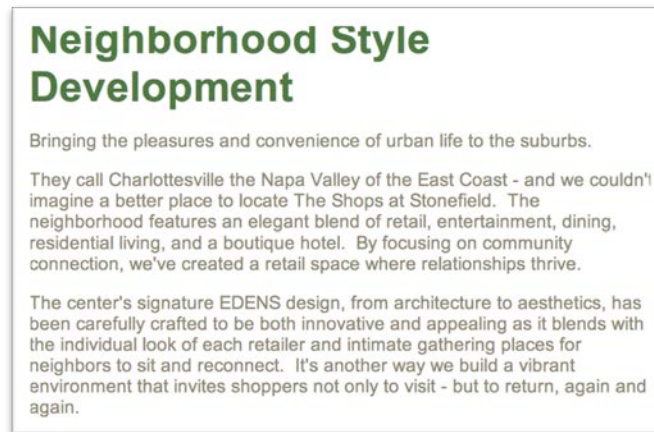 Neighborhood Style
Development
Bringing the pleasures and convenience of urban life to the suburbs.
They call Charlottesville the Napa Valley of the East Coast - and we couldn't
imagine a better place to locate The Shops at Stonefield.  The
neighborhood features an elegant blend of retail, entertainment, dining,
residential living, and a boutique hotel.  By focusing on community
connection, we've created a retail space where relationships thrive.
The center's signature EDENS design, from architecture to aesthetics, has
been carefully crafted to be both innovative and appealing as it blends with
the individual look of each retailer and intimate gathering places for
neighbors to sit and reconnect.  It's another way we build a vibrant
environment that invites shoppers not only to visit - but to return, again and
again.